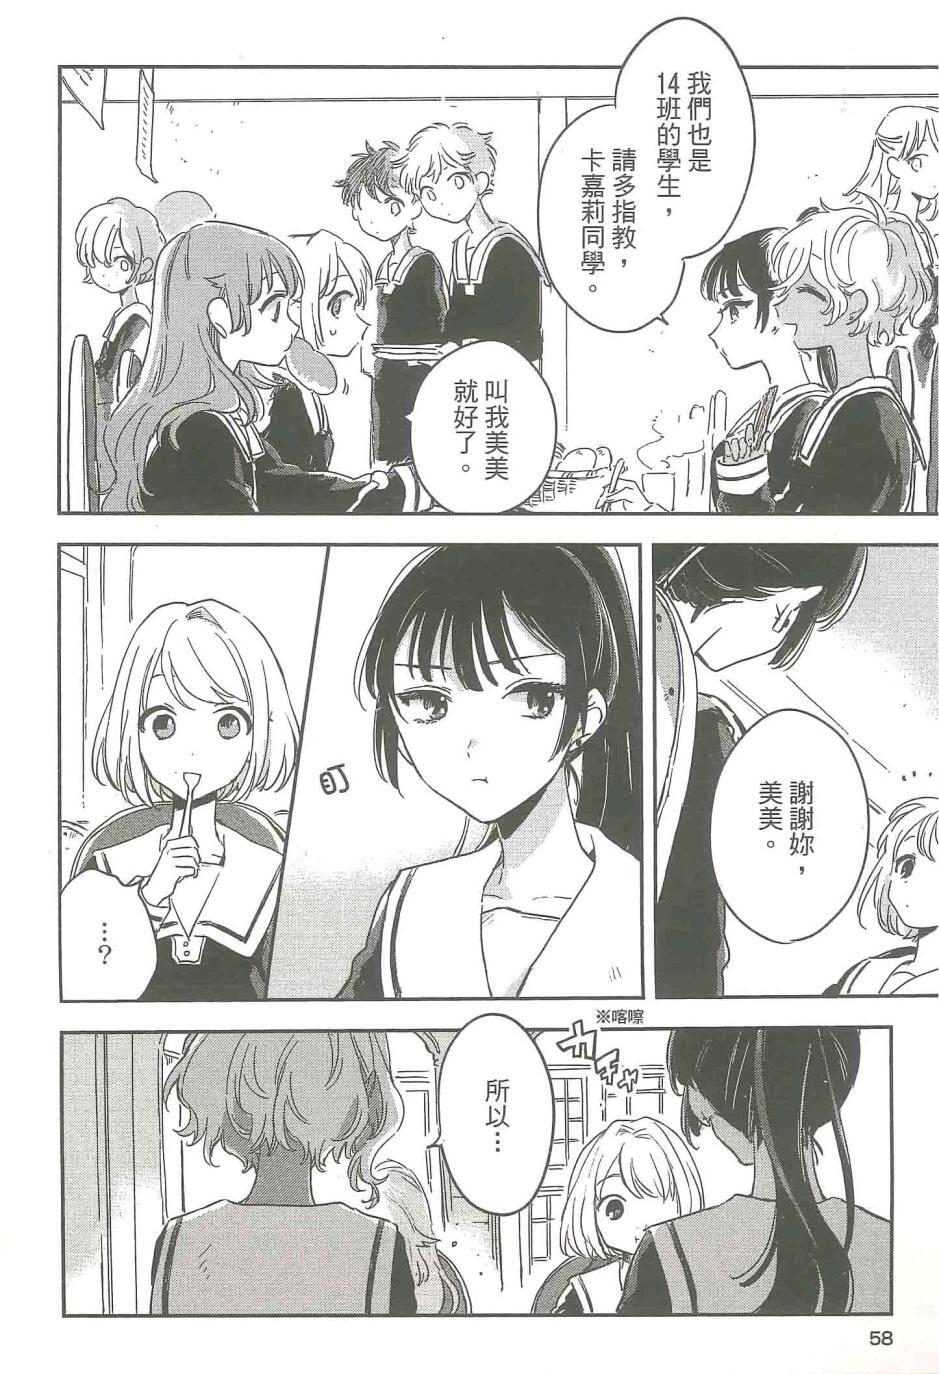 我們也是
14班的學生，
請多指教，
卡嘉莉同學。
叫我美美
就好了。
謝謝妳，
美美。
盯
…？
※喀嚓
ガチャ
所以…
58